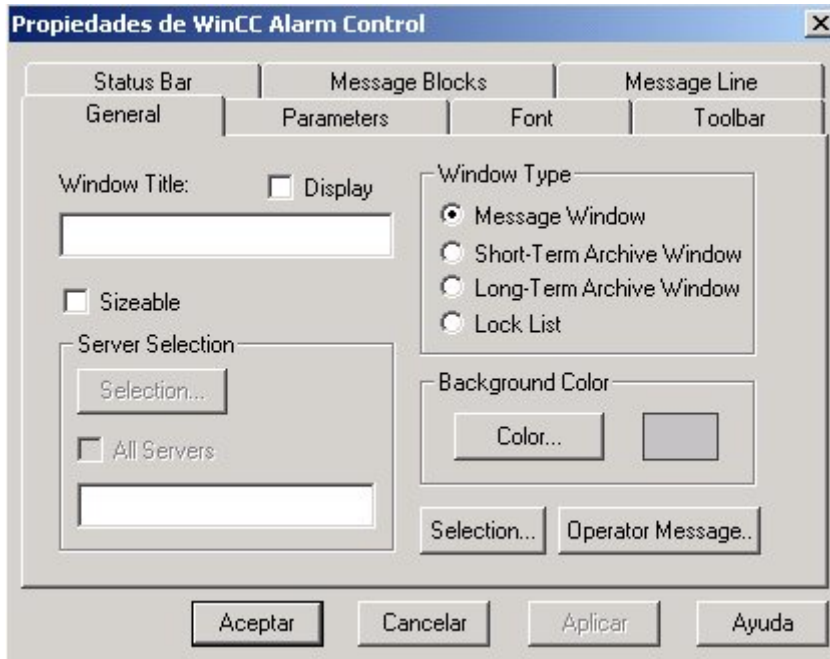 Propiedades de WinCC Alarm Control
Status Bar
Message Blocks
Message Line
General
Parameters
Font
Toolbar
Window Title:
Display
Sizeable
Server Selection
Selection...
All Servers
Window Type
Message Window
Short-Term Archive Window
Long-Term Archive Window
Lock List
Background Color
Color...
Selection...
Operator Message..
Aceptar
Cancelar
Aplicar
Ayuda